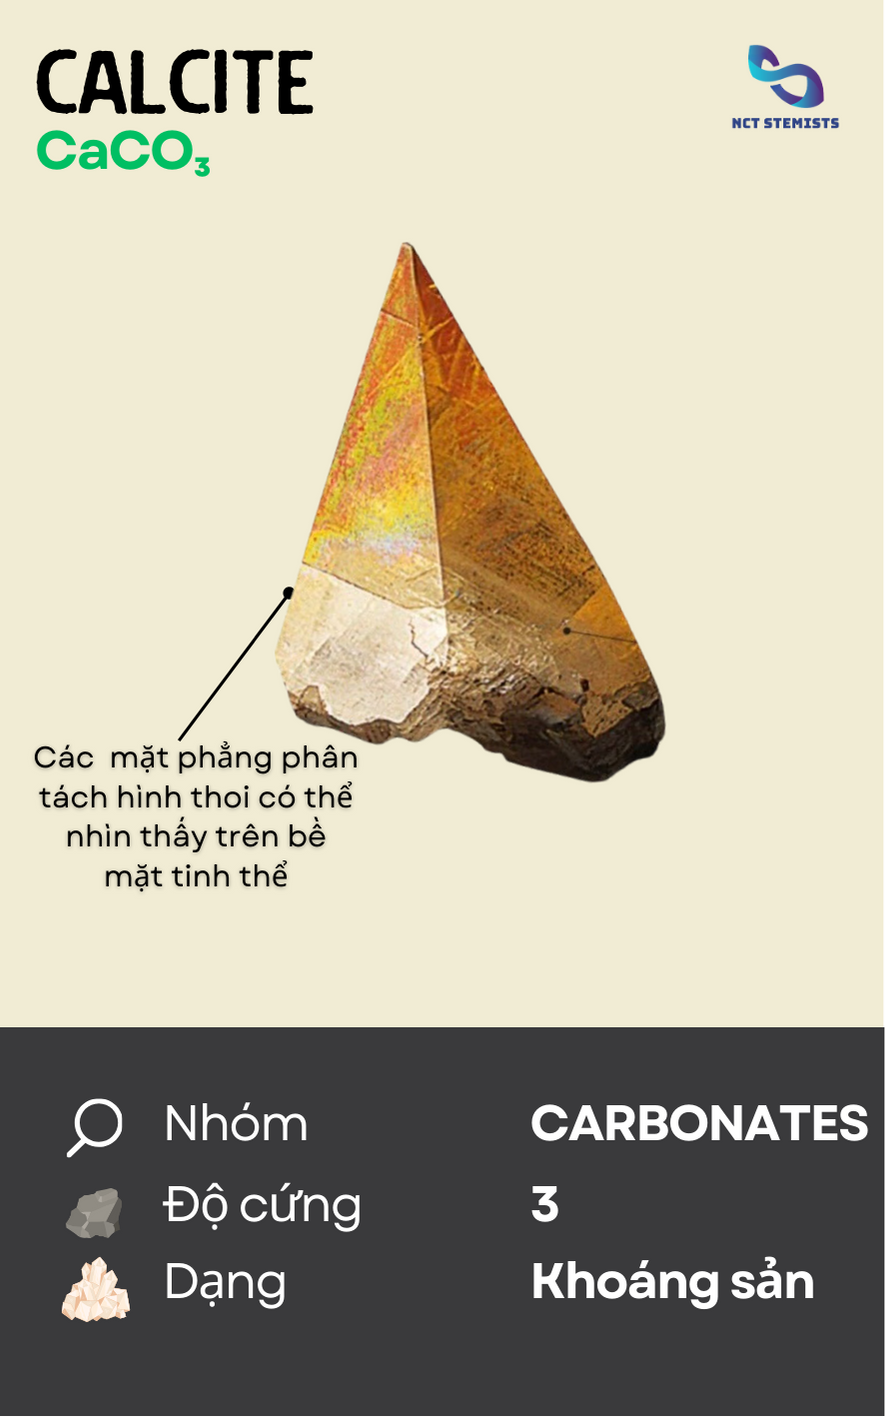 CALCITE
CaCO₃
NCT STEMISTS
Các mặt phẳng phân
tách hình thoi có thể
nhìn thấy trên bề
mặt tinh thể
Nhóm CARBONATES
Độ cứng 3
Dạng Khoáng sản